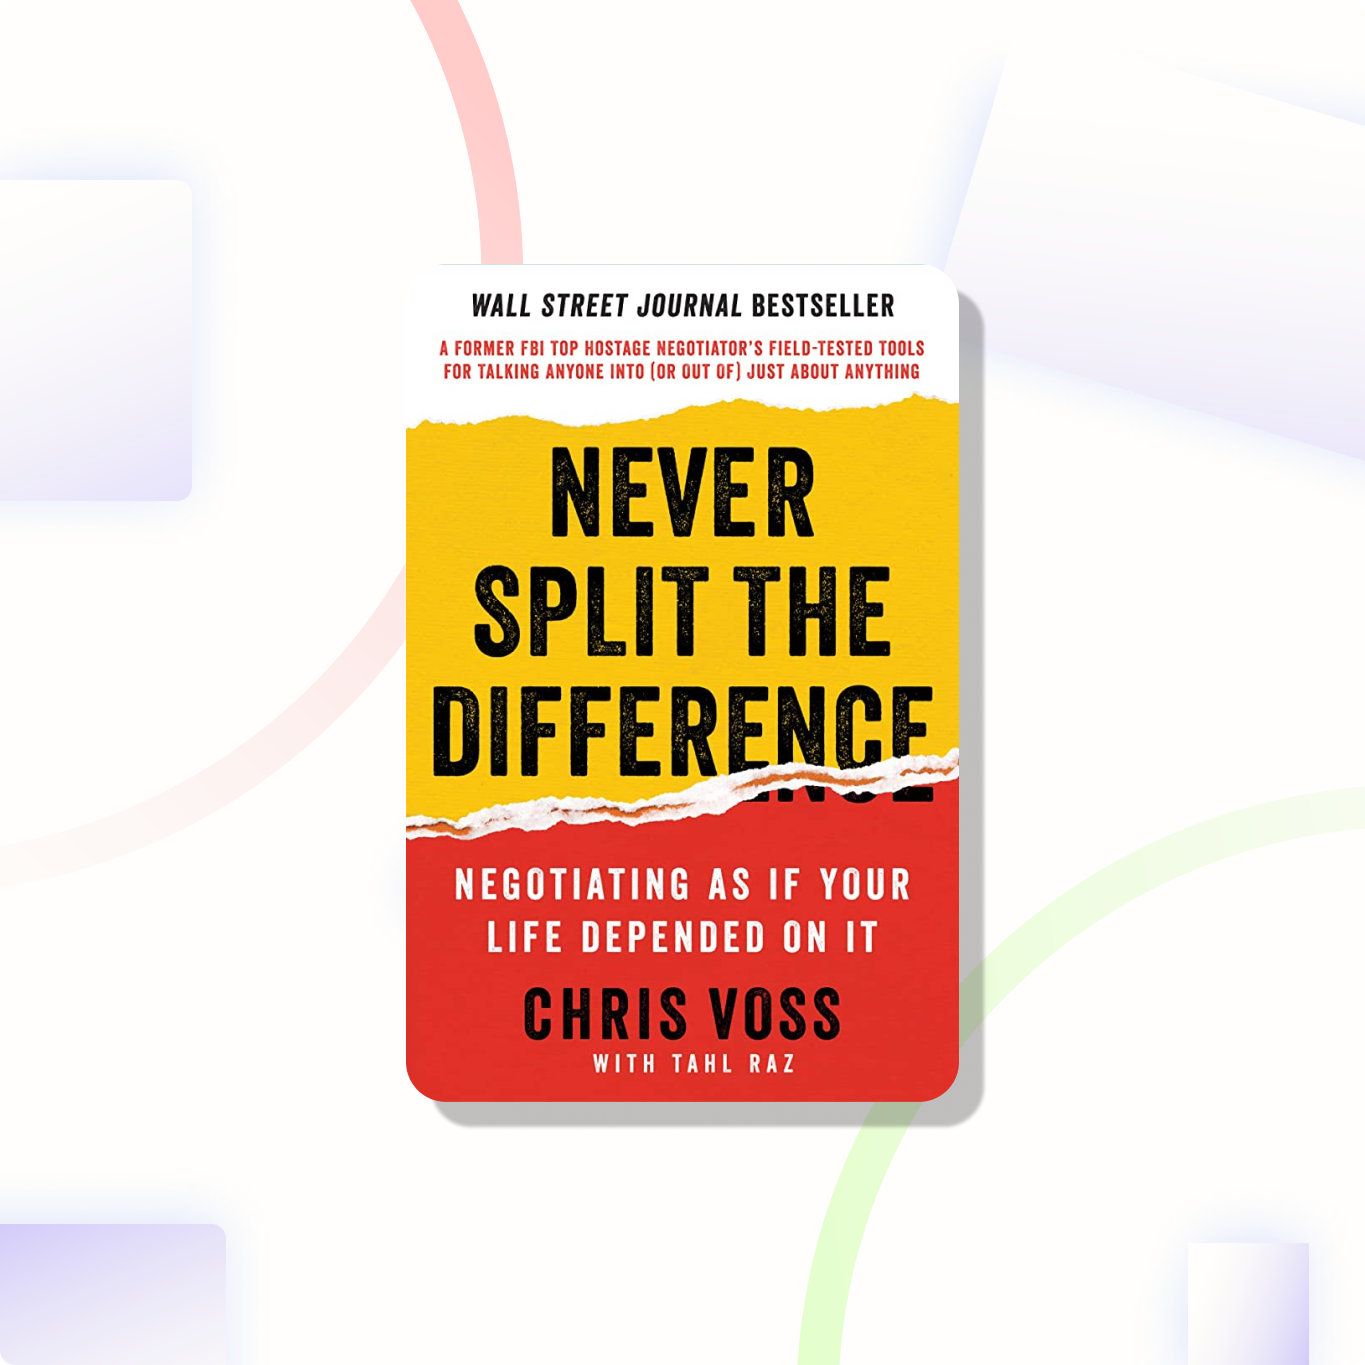 WALL STREET JOURNAL BESTSELLER
A FORMER FBI TOP HOSTAGE NEGOTIATOR'S FIELD-TESTED TOOLS
FOR TALKING ANYONE INTO (OR OUT OF) JUST ABOUT ANYTHING
NEVER
SPLIT THE
DIFFERENCE
NEGOTIATING AS IF YOUR
LIFE DEPENDED ON IT
CHRIS VOSS
WITH TAHL RAZ